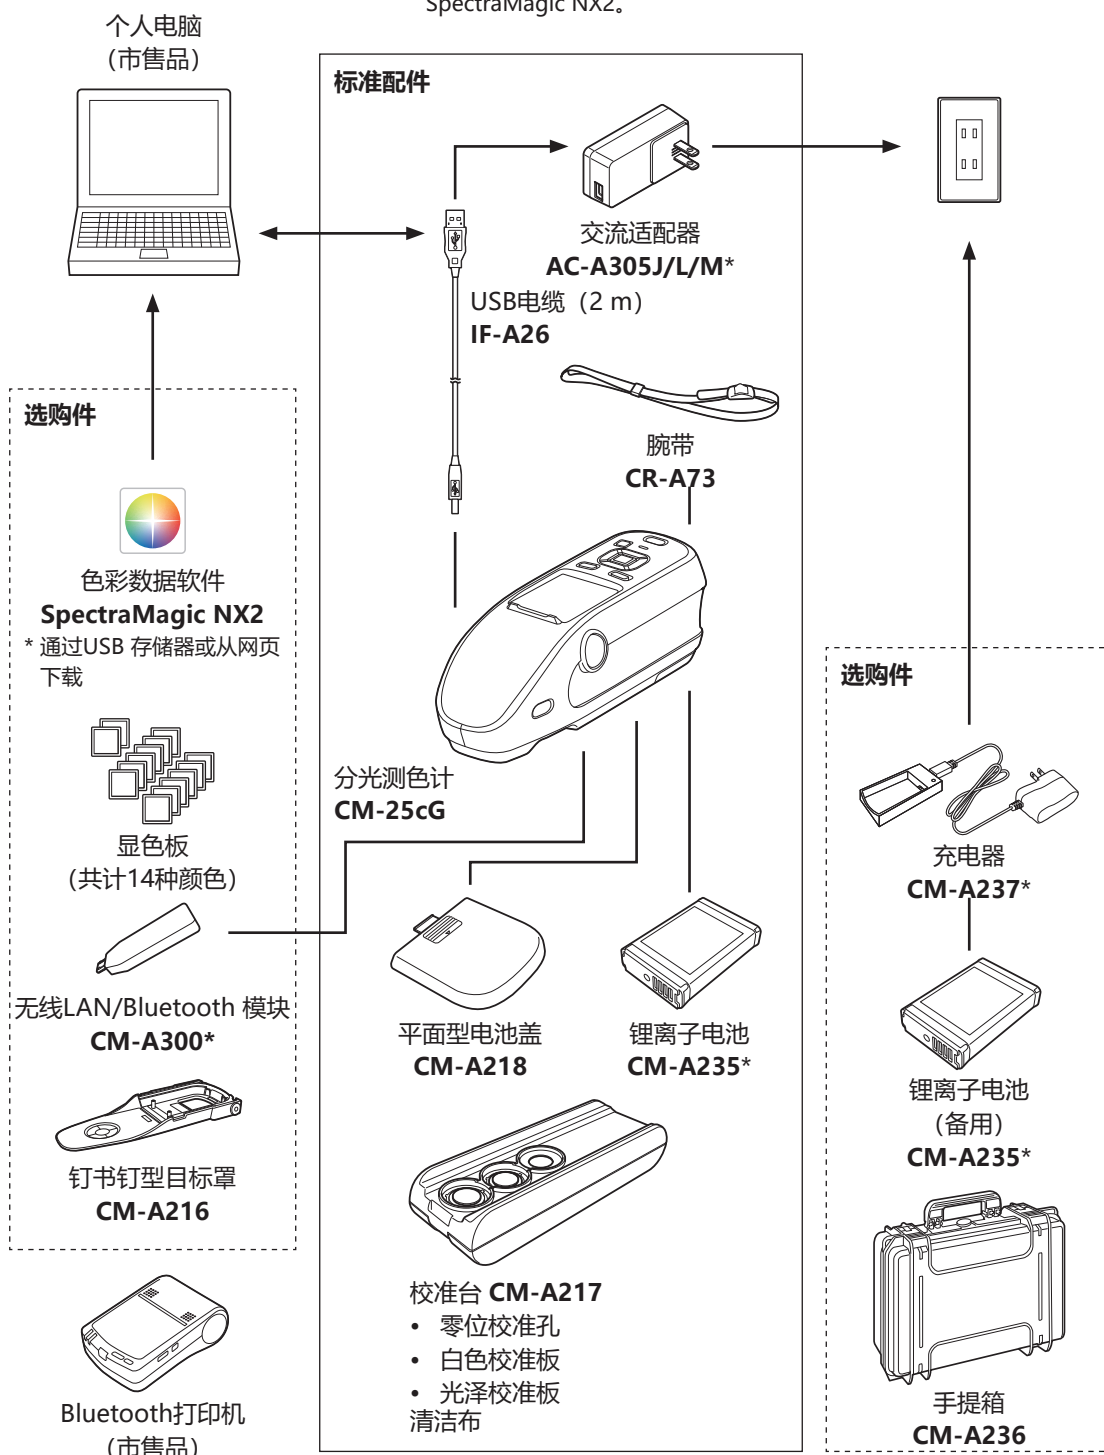 SpectraMagic NX2。
个人电脑
（市售品）
标准配件
交流适配器
AC-A305J/L/M*
USB电缆（2 m）
IF-A26
腕带
CR-A73
选购件
色彩数据软件
SpectraMagic NX2
* 通过USB 存储器或从网页
下载
显色板
（共计14种颜色）
无线LAN/Bluetooth 模块
CM-A300*
钉书钉型目标罩
CM-A216
Bluetooth打印机
（市售品）
分光测色计
CM-25cG
平面型电池盖
CM-A218
锂离子电池
CM-A235*
校准台 CM-A217
• 零位校准孔
• 白色校准板
• 光泽校准板
清洁布
选购件
充电器
CM-A237*
锂离子电池
（备用）
CM-A235*
手提箱
CM-A236